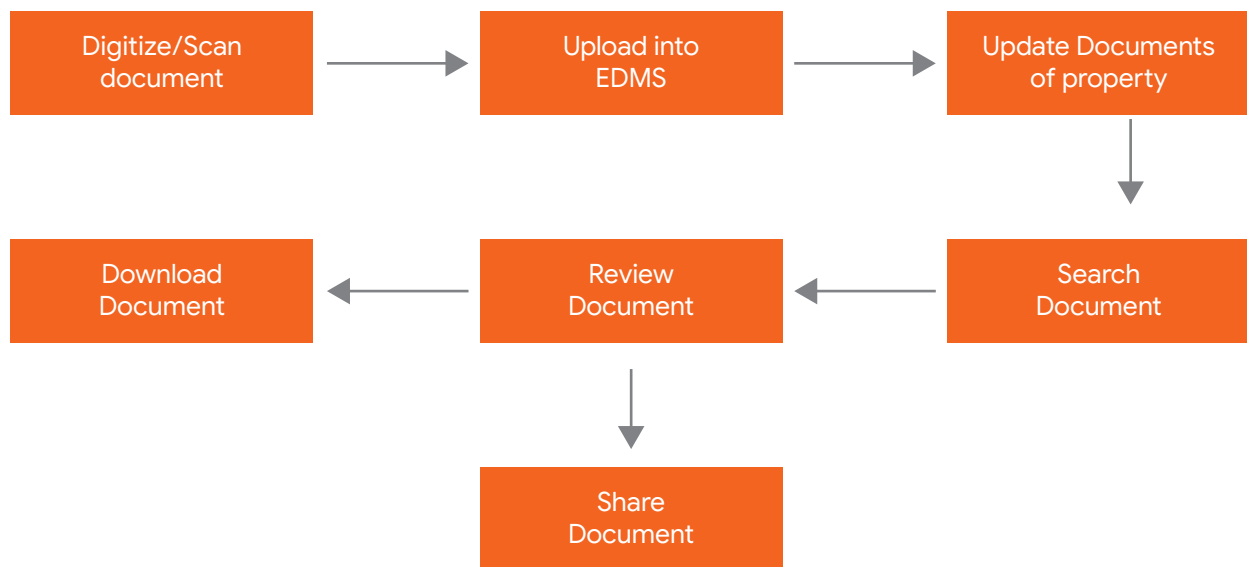 Digitize/Scan
document
Upload into
EDMS
Update Documents
of property
Search
Document
Review
Document
Download
Document
Share
Document